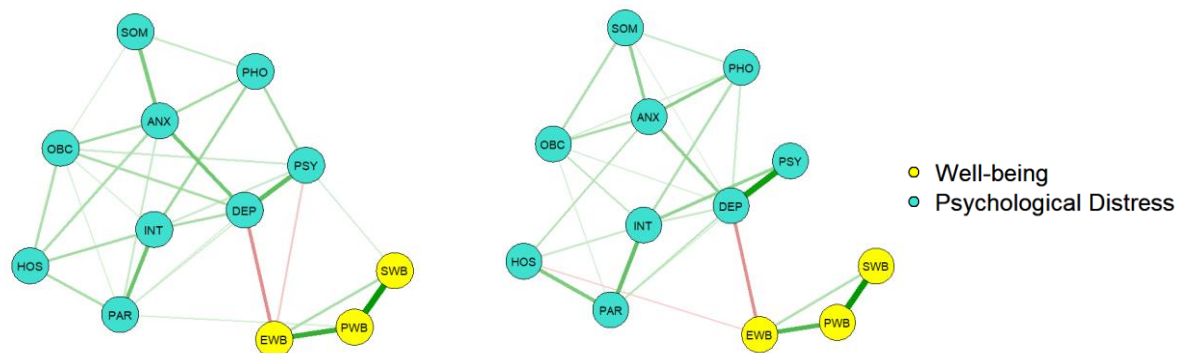 SOM
PHO
ANX
OBC
PSY
DEP
INT
HOS
SWB
PAR
PWB
EWB
SOM
PHO
ANX
OBC
PSY
DEP
INT
HOS
SWB
PAR
PWB
EWB
Well-being
Psychological Distress